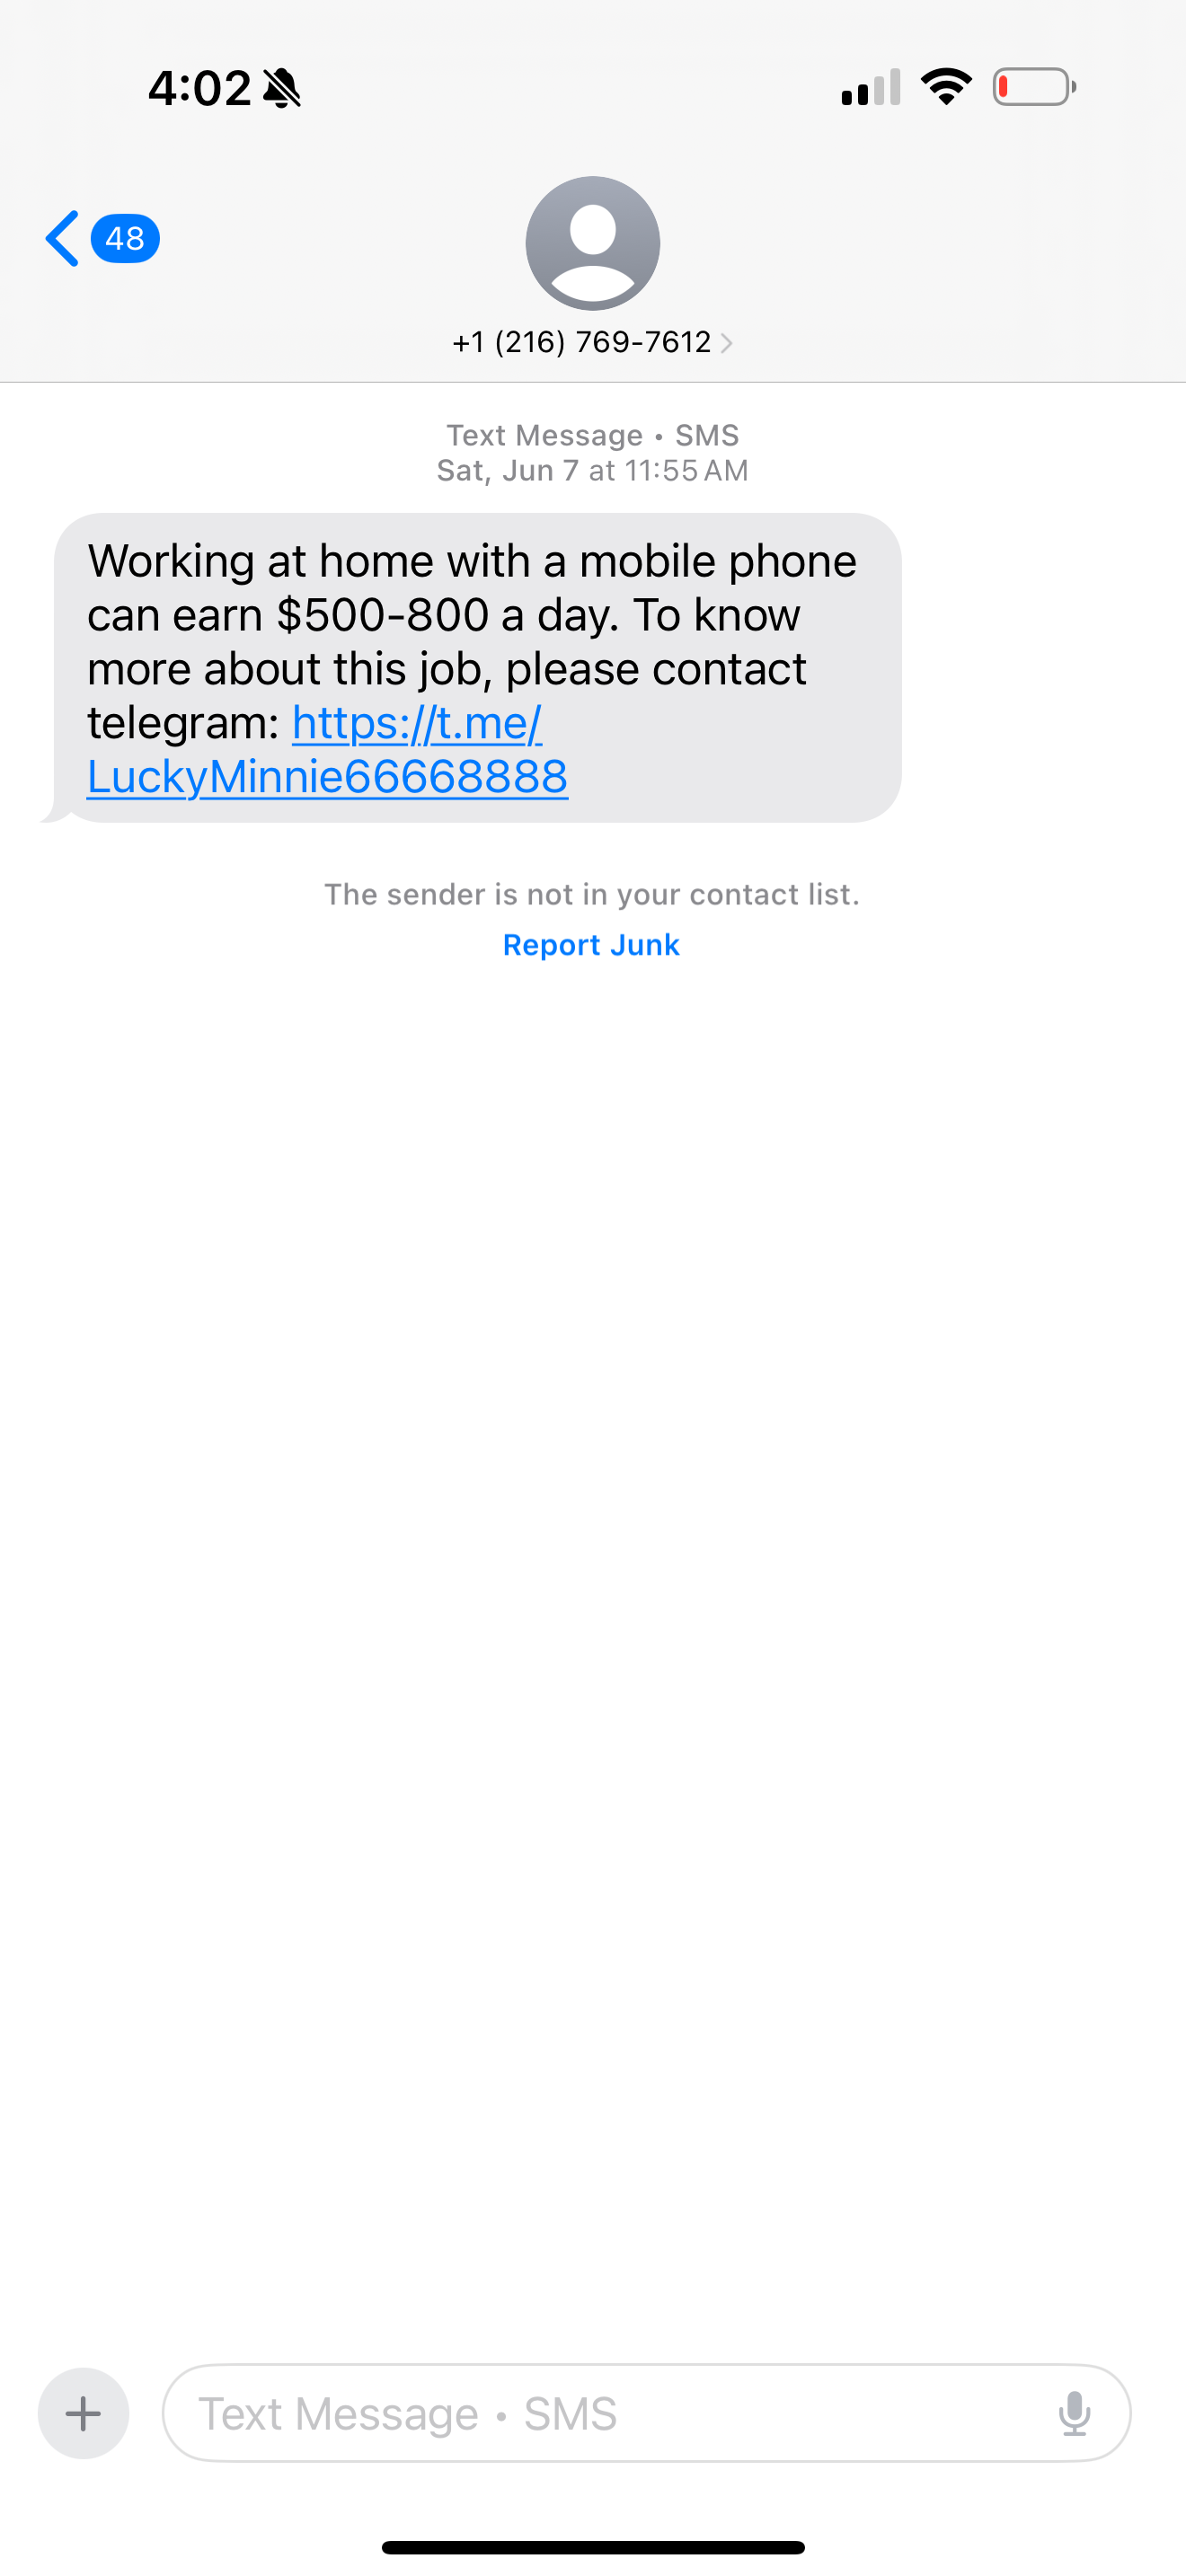 4:02
48
+1 (216) 769-7612
Text Message • SMS
Sat, Jun 7 at 11:55 AM
Working at home with a mobile phone
can earn $500-800 a day. To know
more about this job, please contact
telegram: https://t.me/
LuckyMinnie66668888
The sender is not in your contact list.
Report Junk
Text Message • SMS